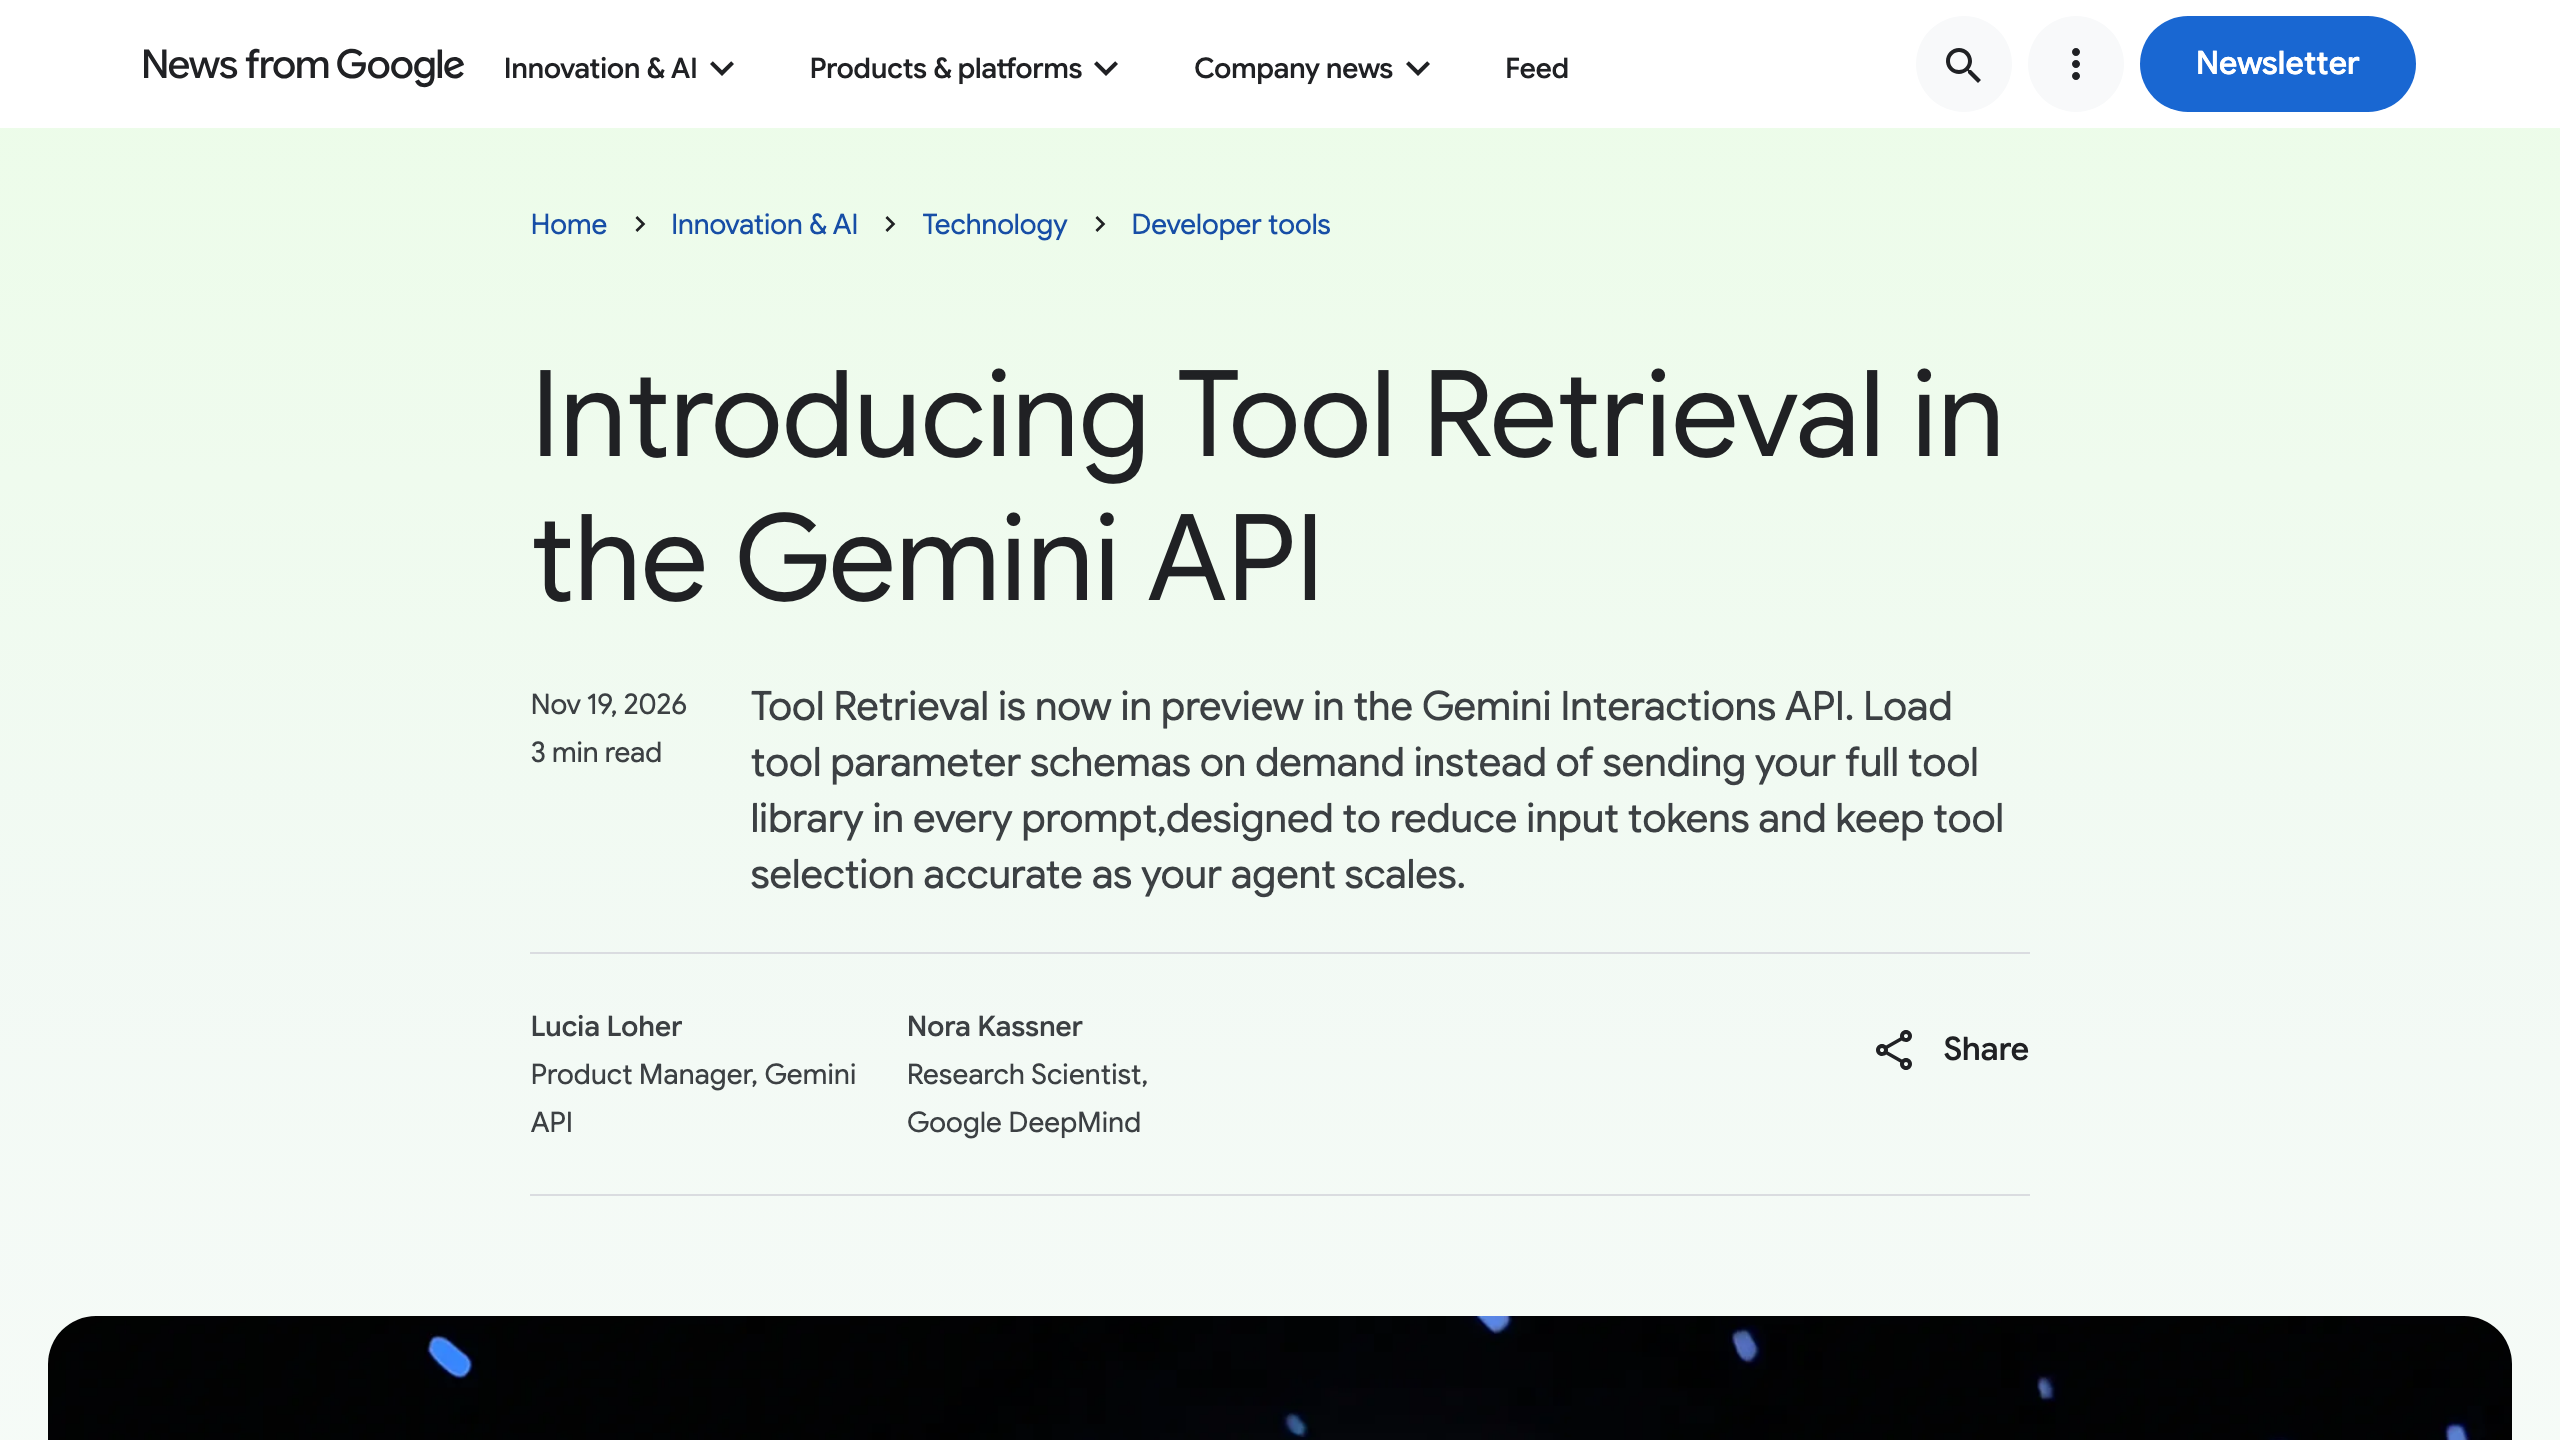 News from Google
Innovation & AI
Products & platforms
Company news
Feed
Newsletter
Home
Innovation & AI
Technology
Developer tools
Introducing Tool Retrieval in
the Gemini API
Nov 19, 2026
3 min read
Tool Retrieval is now in preview in the Gemini Interactions API. Load
tool parameter schemas on demand instead of sending your full tool
library in every prompt,designed to reduce input tokens and keep tool
selection accurate as your agent scales.
Lucia Loher
Product Manager, Gemini
API
Nora Kassner
Research Scientist,
Google DeepMind
Share